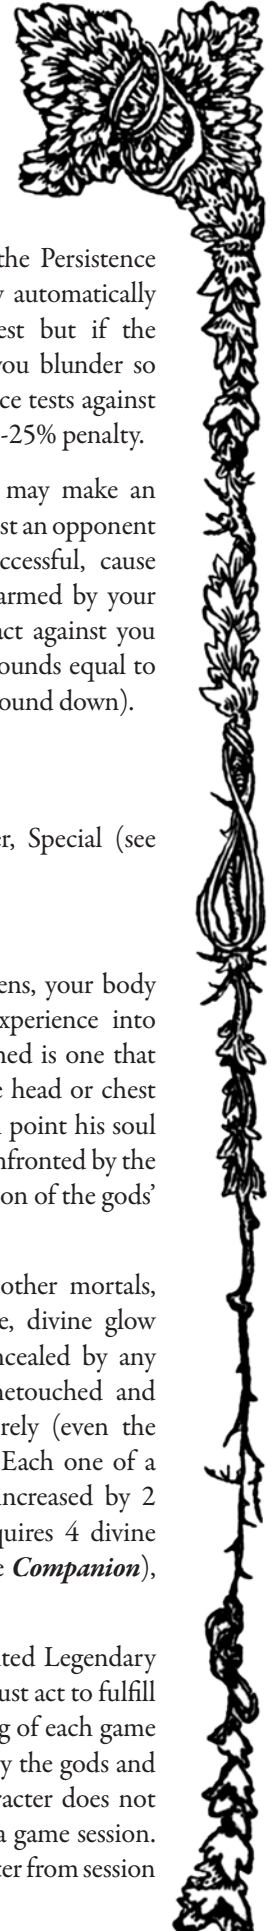 the Persistence
automatically
est but if the
you blunder so
ce tests against
-25% penalty.
may make an
st an opponent
ccessful, cause
armed by your
act against you
ounds equal to
ound down).
r, Special (see
ens, your body
xperience into
ned is one that
head or chest
point his soul
nfronted by the
on of the gods’
other mortals,
e, divine glow
ncealed by any
netouched and
rely (even the
Each one of a
increased by 2
quires 4 divine
e Companion),
ted Legendary
ust act to fulfill
g of each game
y the gods and
racter does not
a game session.
ter from session